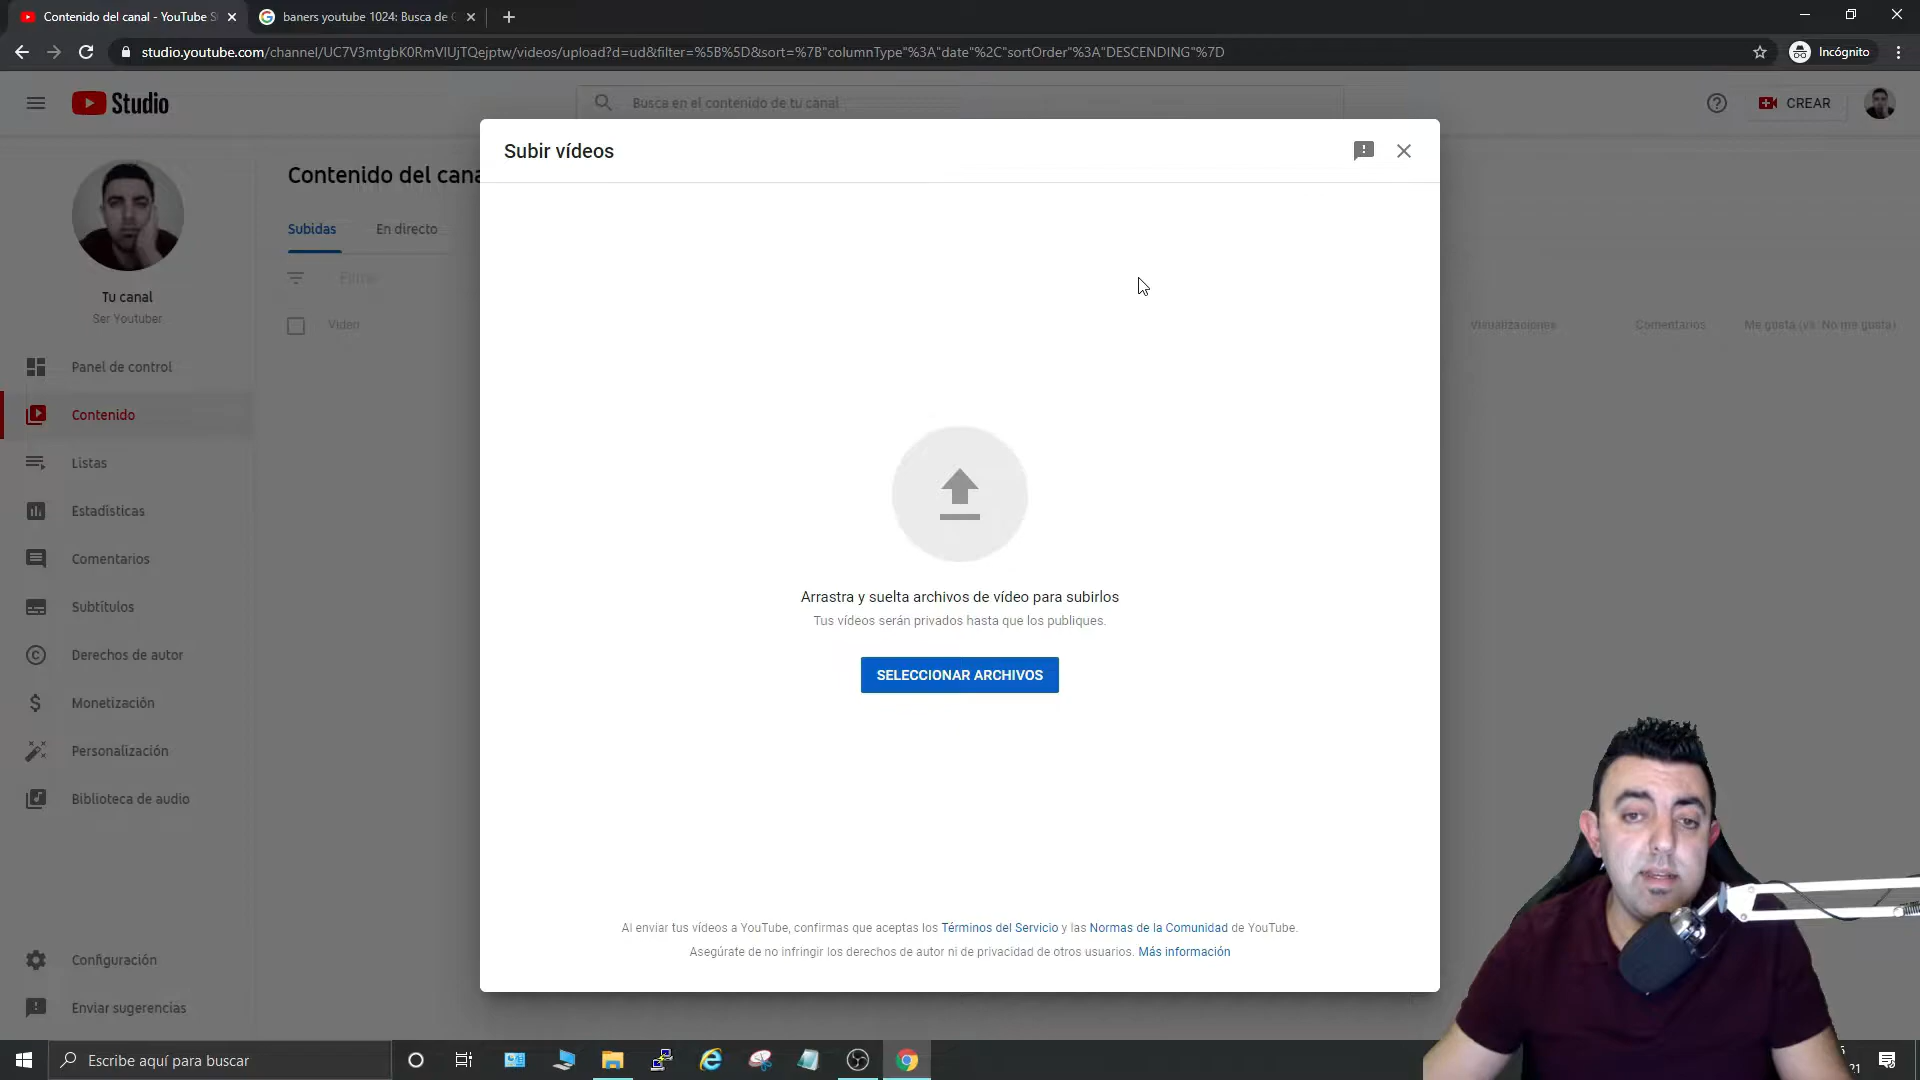 Contenido del canal - YouTube S
baners youtube 1024: Busca de G
studio.youtube.com/channel/UC7V3mtgbK0RmVIUjTQejptw/videos/upload?d=ud&filter=%5B%5D&sort=%7B"columnType"%3A"date"%2C"sortOrder"%3A"DESCENDING"%7D
Incógnito
Studio
Busca en el contenido de tu canal
CREAR
Subir vídeos
Contenido del cana
Subidas
En directo
Tu canal
Ser Youtuber
Vídeo
Visualizaciones
Comentarios
Me gusta (vs. No me gusta)
Panel de control
Contenido
Listas
Estadísticas
Comentarios
Subtítulos
Derechos de autor
Monetización
Personalización
Biblioteca de audio
Arrastra y suelta archivos de vídeo para subirlos
Tus vídeos serán privados hasta que los publiques.
SELECCIONAR ARCHIVOS
Al enviar tus vídeos a YouTube, confirmas que aceptas los Términos del Servicio y las Normas de la Comunidad de YouTube.
Asegúrate de no infringir los derechos de autor ni de privacidad de otros usuarios. Más información
Configuración
Enviar sugerencias
Escribe aquí para buscar